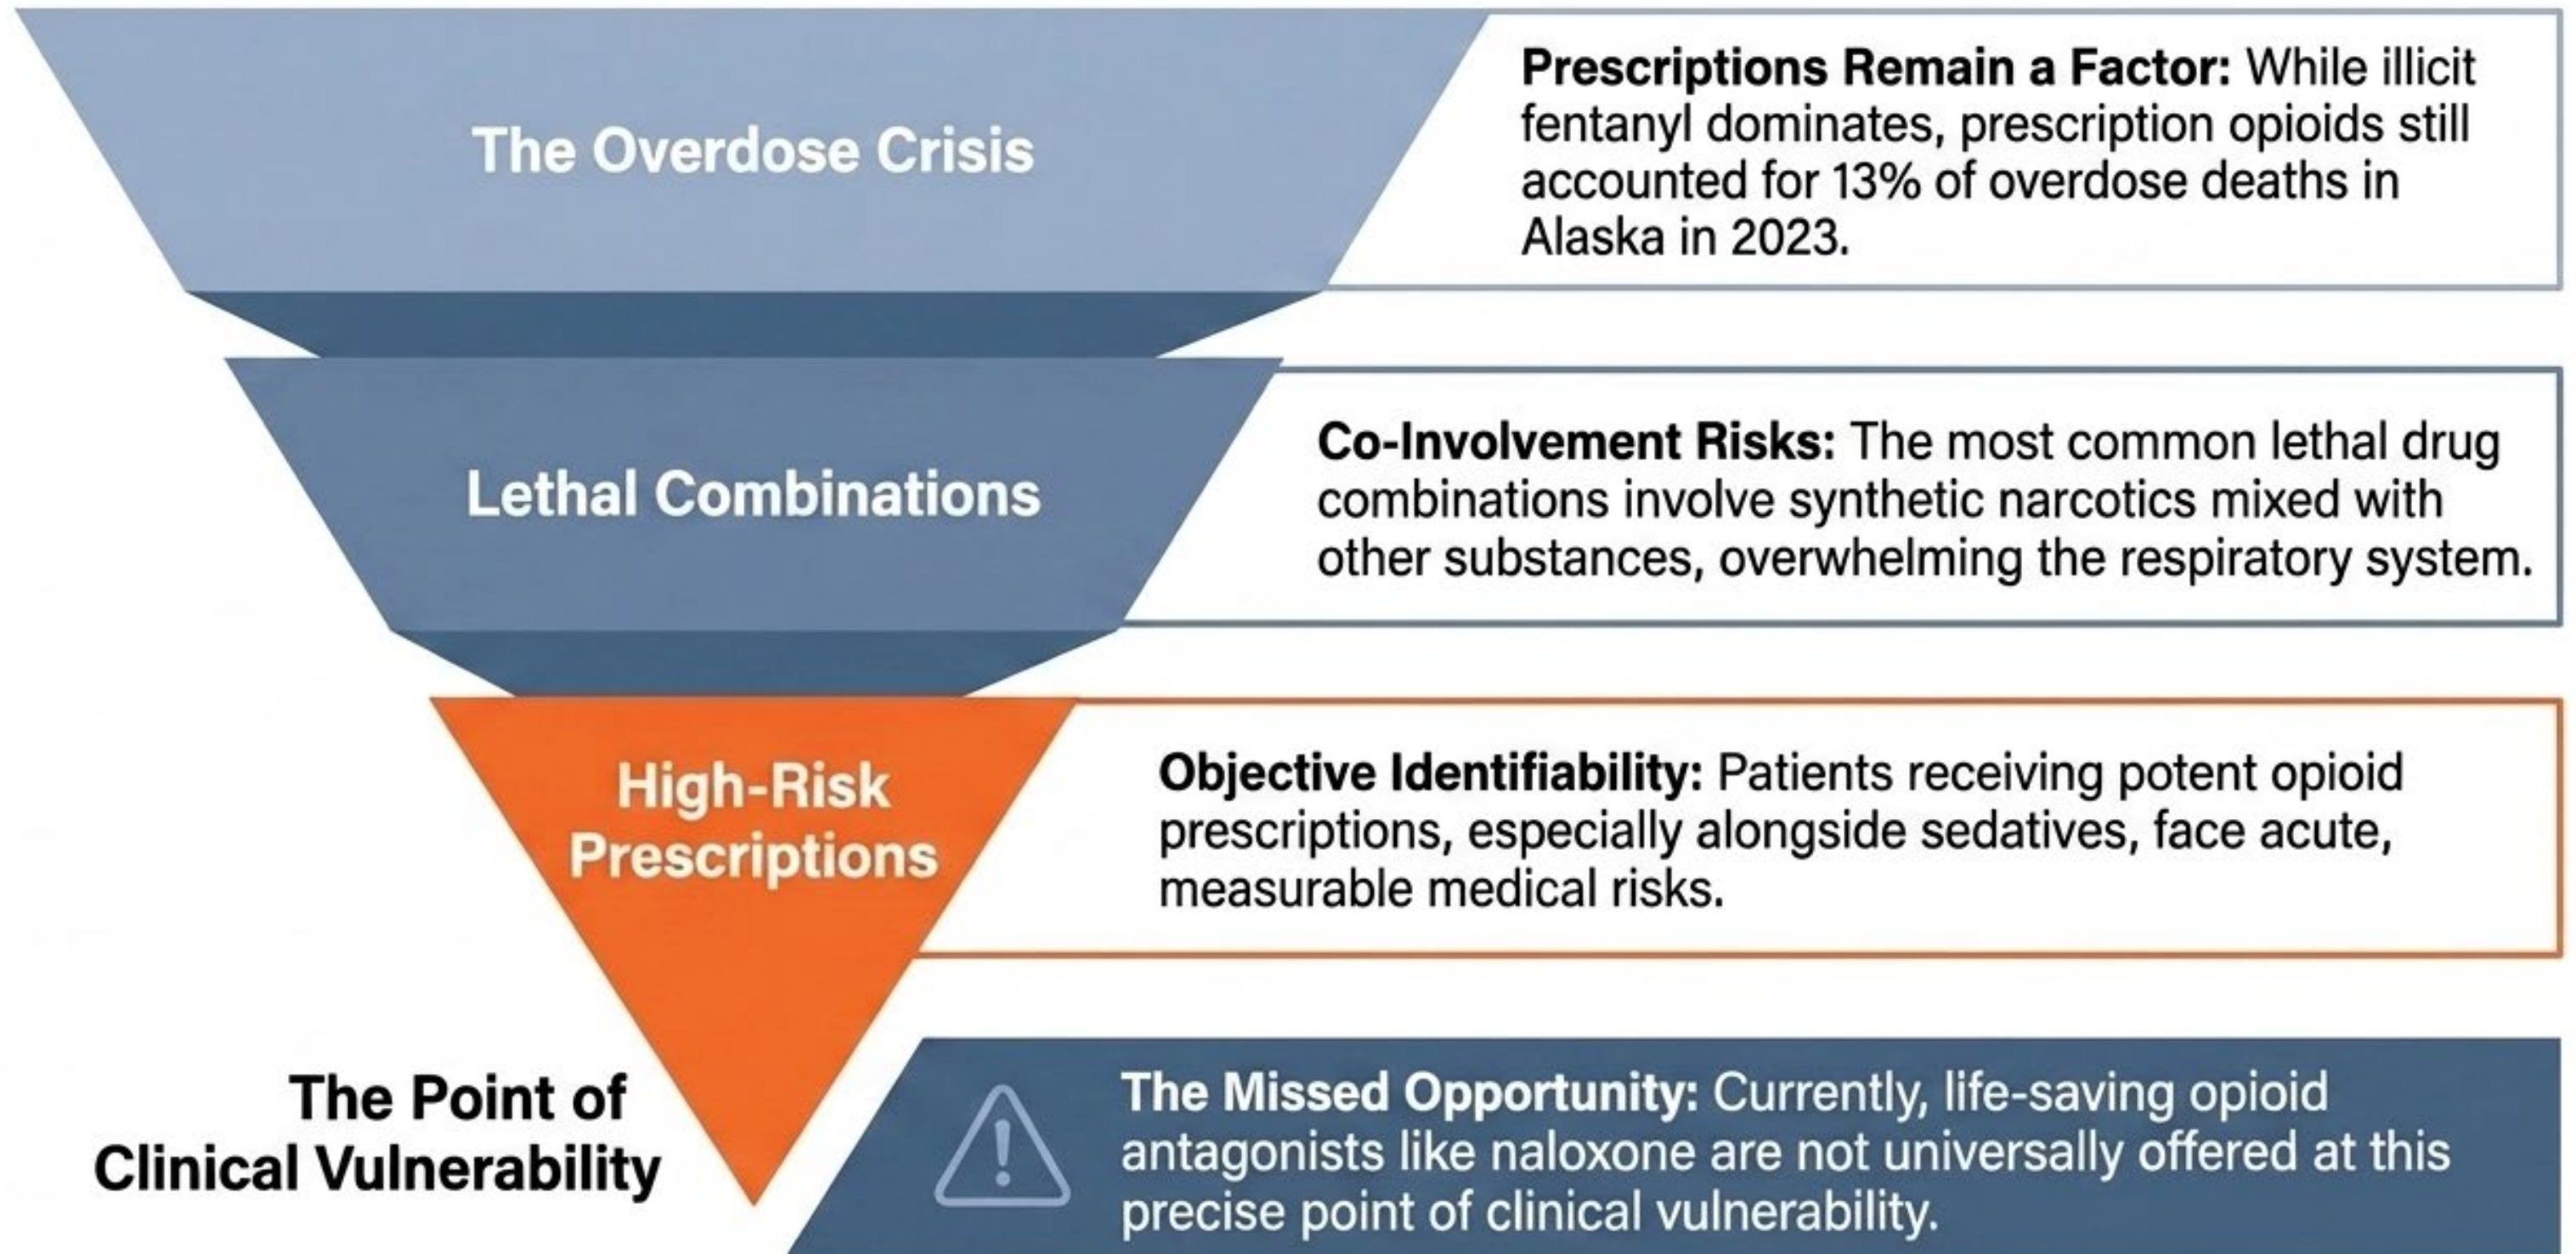 The Overdose Crisis
Prescriptions Remain a Factor: While illicit
fentanyl dominates, prescription opioids still
accounted for 13% of overdose deaths in
Alaska in 2023.
Lethal Combinations
Co-Involvement Risks: The most common lethal drug
combinations involve synthetic narcotics mixed with
other substances, overwhelming the respiratory system.
High-Risk
Prescriptions
Objective Identifiability: Patients receiving potent opioid
prescriptions, especially alongside sedatives, face acute,
measurable medical risks.
The Point of
Clinical Vulnerability
The Missed Opportunity: Currently, life-saving opioid
antagonists like naloxone are not universally offered at this
precise point of clinical vulnerability.